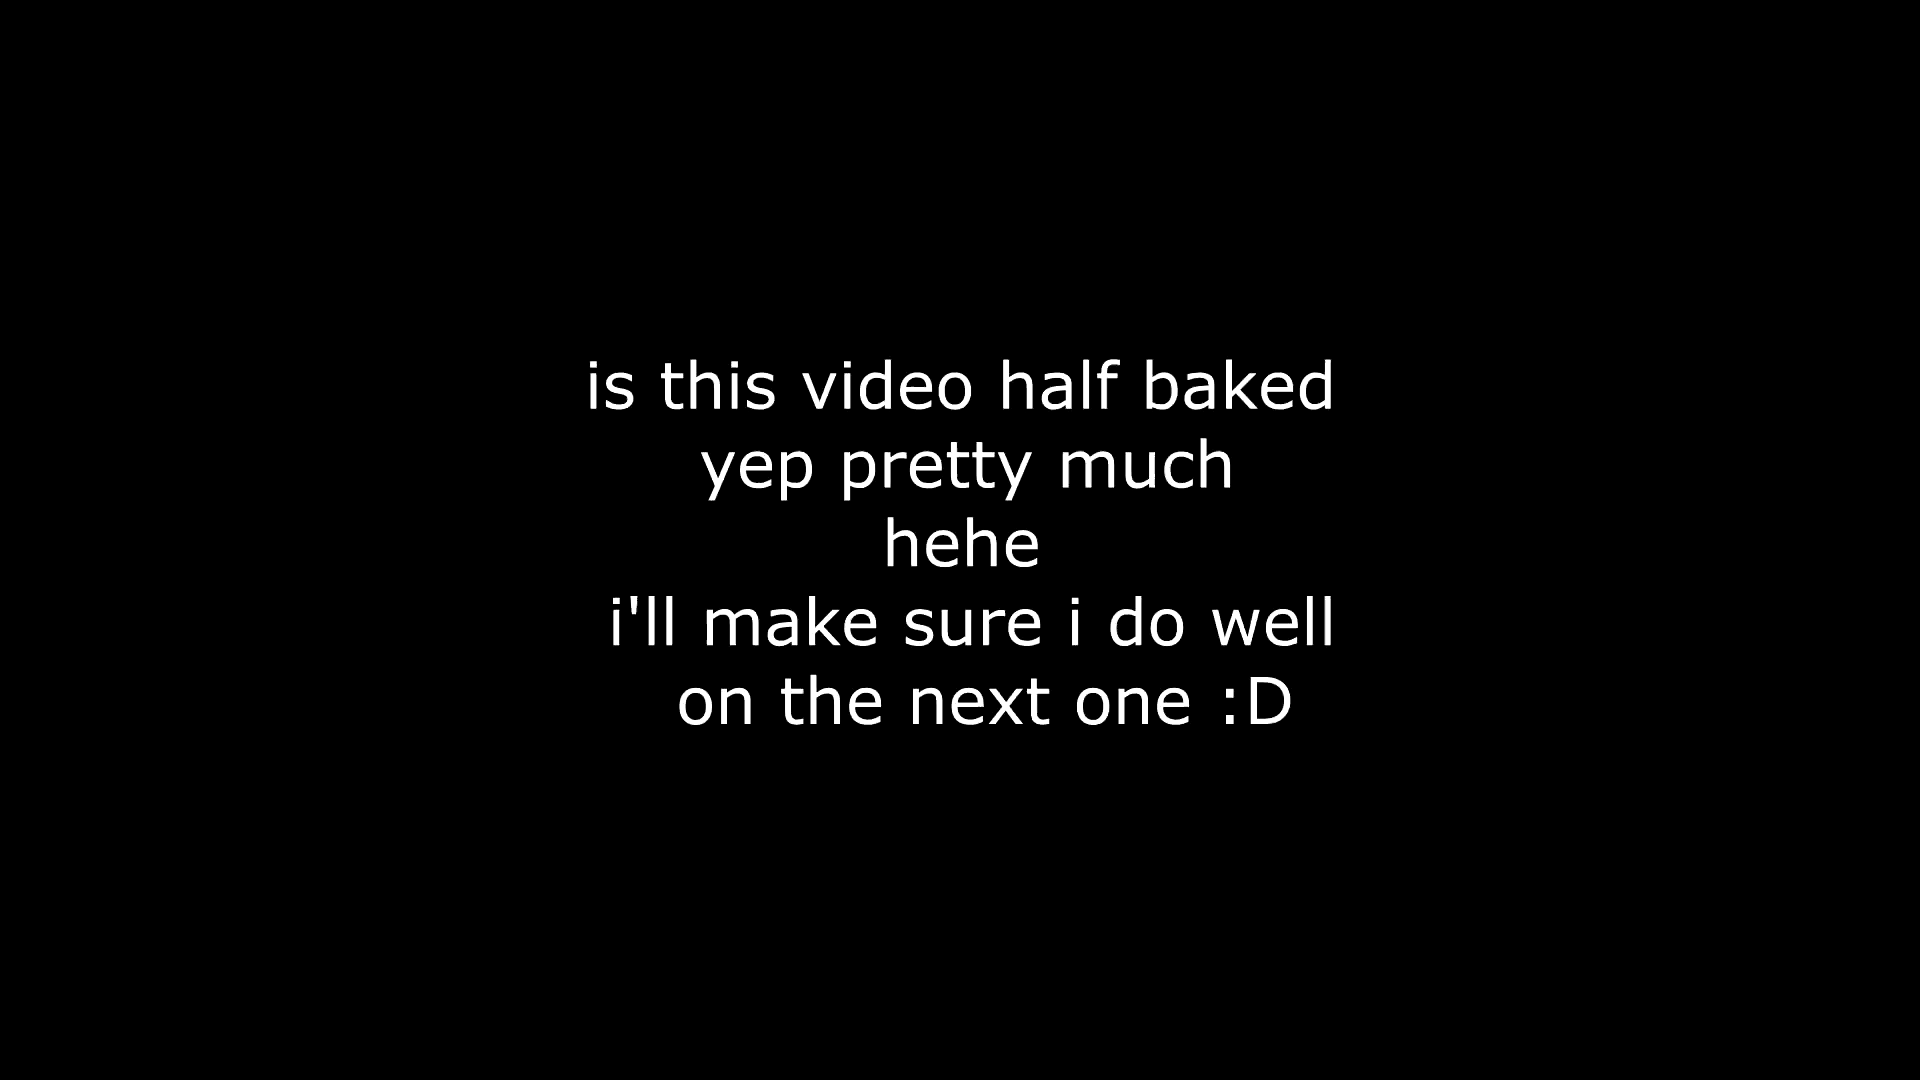 is this video half baked
yep pretty much
hehe
i'll make sure i do well
on the next one :D